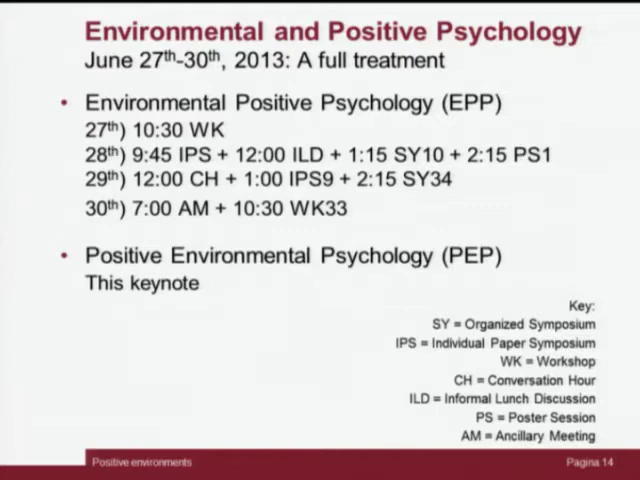 Environmental and Positive Psychology
June 27th-30th, 2013: A full treatment
• Environmental Positive Psychology (EPP)
27th) 10:30 WK
28th) 9:45 IPS + 12:00 ILD + 1:15 SY10 + 2:15 PS1
29th) 12:00 CH + 1:00 IPS9 + 2:15 SY34
30th) 7:00 AM + 10:30 WK33
• Positive Environmental Psychology (PEP)
This keynote
Key:
SY = Organized Symposium
IPS = Individual Paper Symposium
WK = Workshop
CH = Conversation Hour
ILD = Informal Lunch Discussion
PS = Poster Session
AM = Ancillary Meeting
Positive environments
Pagina 14